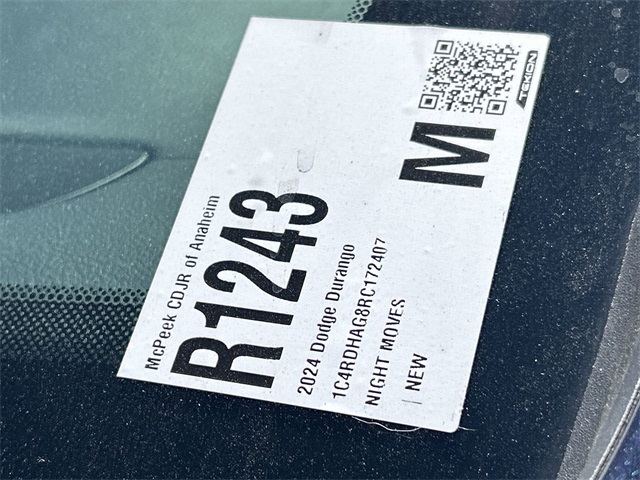 McPeek CDJR of Anaheim
R1243
2024 Dodge Durango
1C4RDHAG8RC172407
NIGHT MOVES
| NEW
M
TEKION